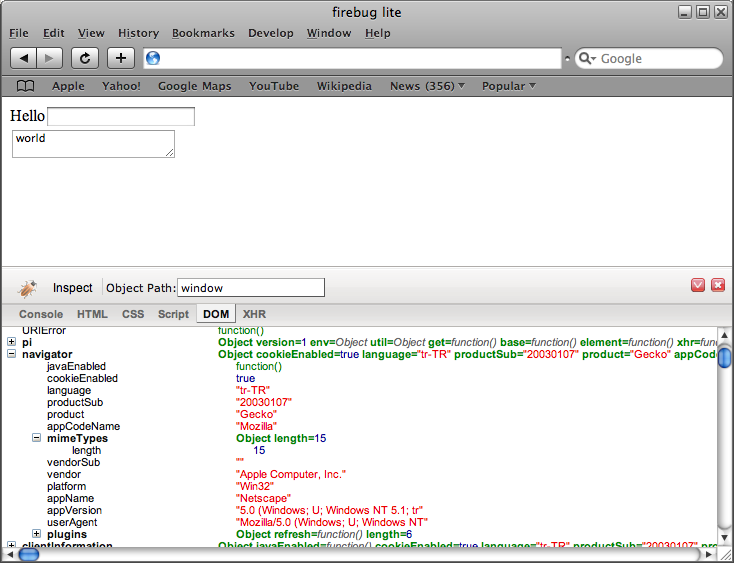 firebug lite
File Edit View History Bookmarks Develop Window Help
Google
Apple Yahoo! Google Maps YouTube Wikipedia News (356) Popular
Hello
world
Inspect Object Path: window
Console HTML CSS Script DOM XHR
URIError function()
pi Object version=1 env=Object util=Object get=function() base=function() element=function() xhr=func
navigator Object cookieEnabled=true language="tr-TR" productSub="20030107" product="Gecko" appCod
javaEnabled function()
cookieEnabled true
language "tr-TR"
productSub "20030107"
product "Gecko"
appCodeName "Mozilla"
mimeTypes Object length=15
length 15
vendorSub ""
vendor "Apple Computer, Inc."
platform "Win32"
appName "Netscape"
appVersion "5.0 (Windows; U; Windows NT 5.1; tr"
userAgent "Mozilla/5.0 (Windows; U; Windows NT"
plugins Object refresh=function() length=6
clientInformation Object javaEnabled=function() cookieEnabled=true language="tr-TR" productSub="20030107" pro